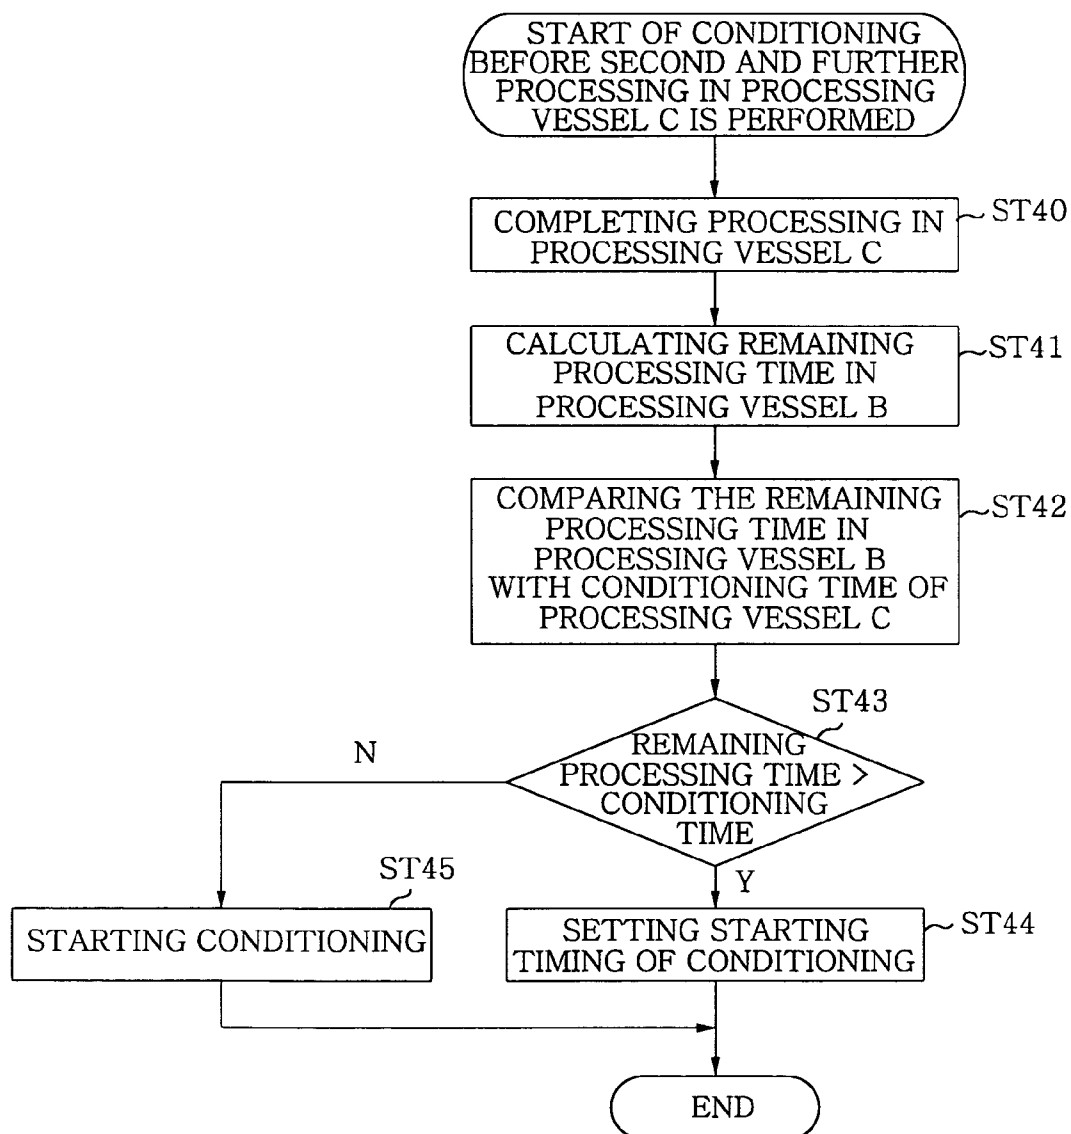 START OF CONDITIONING
BEFORE SECOND AND FURTHER
PROCESSING IN PROCESSING
VESSEL C IS PERFORMED
COMPLETING PROCESSING IN
PROCESSING VESSEL C
ST40
CALCULATING REMAINING
PROCESSING TIME IN
PROCESSING VESSEL B
ST41
COMPARING THE REMAINING
PROCESSING TIME IN
PROCESSING VESSEL B
WITH CONDITIONING TIME OF
PROCESSING VESSEL C
ST42
ST43
REMAINING
PROCESSING TIME >
CONDITIONING
TIME
N
Y
ST45
STARTING CONDITIONING
SETTING STARTING
TIMING OF CONDITIONING
ST44
END